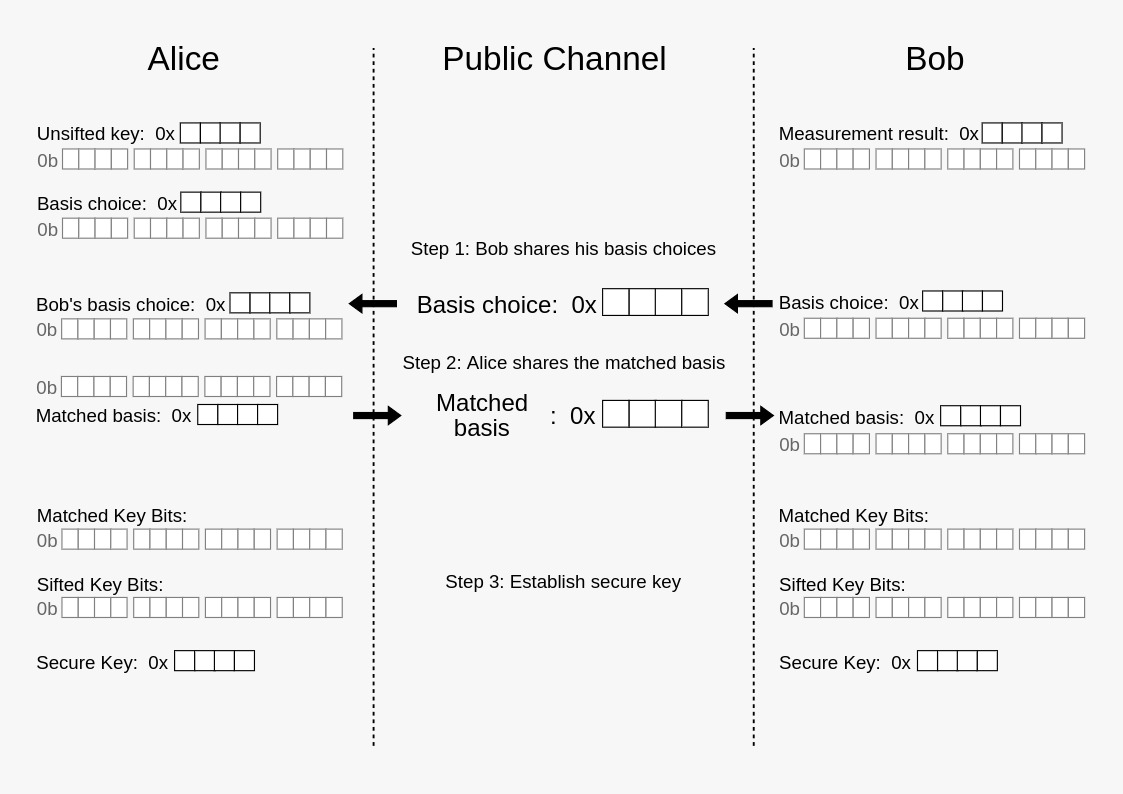 Alice
Public Channel
Bob
Unsifted key: 0x
0b
Basis choice: 0x
0b
Measurement result: 0x
0b
Step 1: Bob shares his basis choices
Bob's basis choice: 0x
0b
Basis choice: 0x
Basis choice: 0x
0b
Step 2: Alice shares the matched basis
0b
Matched basis: 0x
Matched
basis : 0x
Matched basis: 0x
0b
Matched Key Bits:
0b
Sifted Key Bits:
0b
Secure Key: 0x
Step 3: Establish secure key
Matched Key Bits:
0b
Sifted Key Bits:
0b
Secure Key: 0x